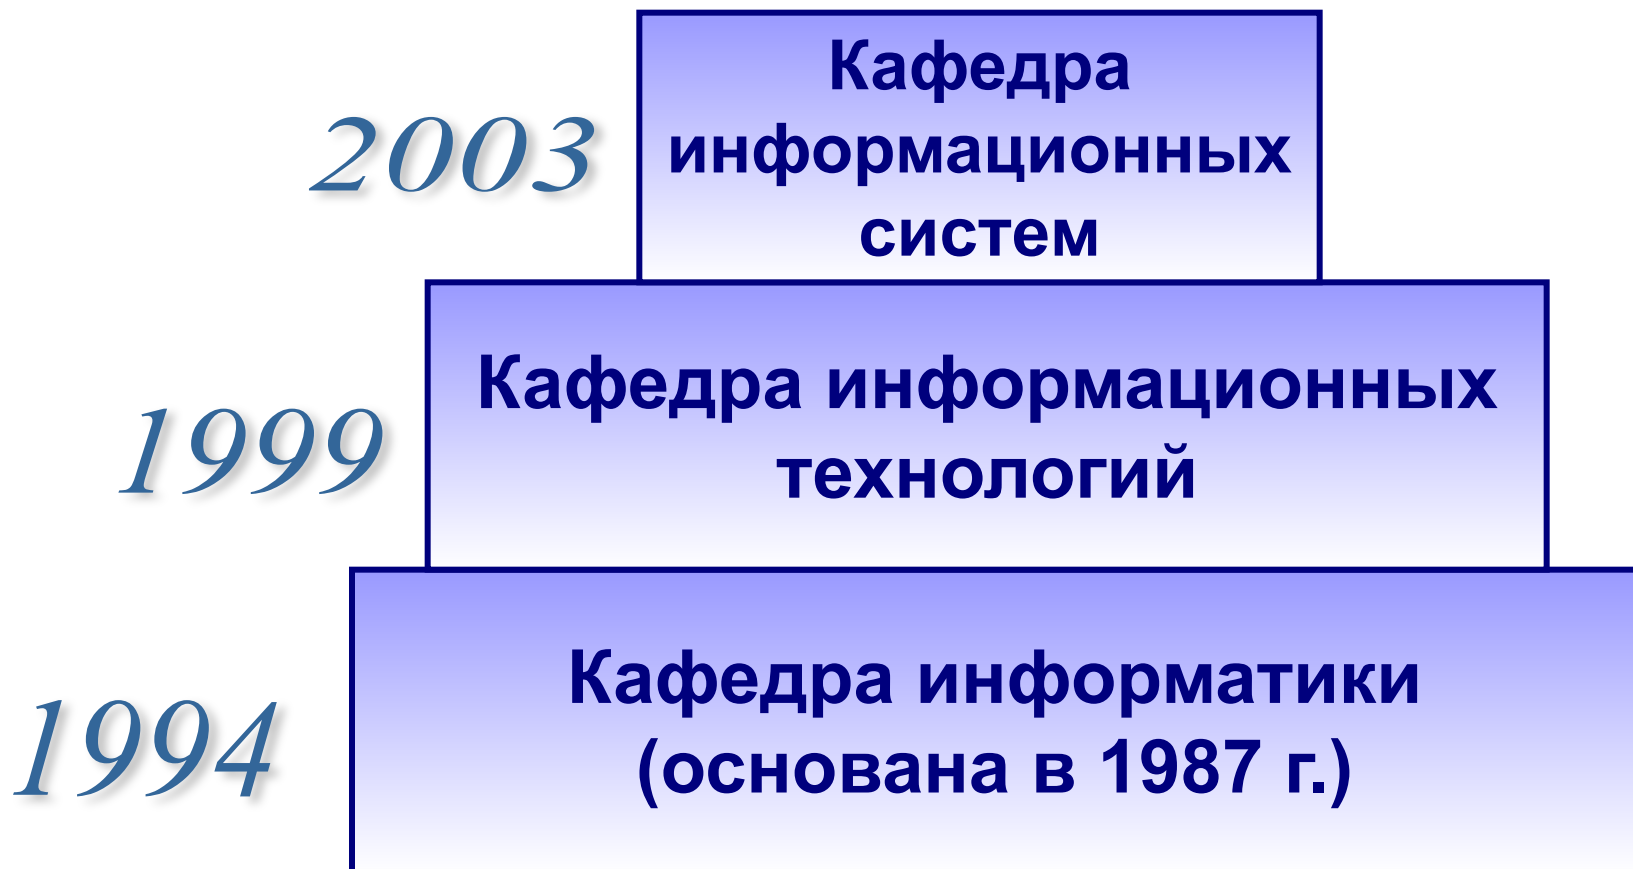 2003
Кафедра
информационных
систем
1999
Кафедра информационных
технологий
1994
Кафедра информатики
(основана в 1987 г.)